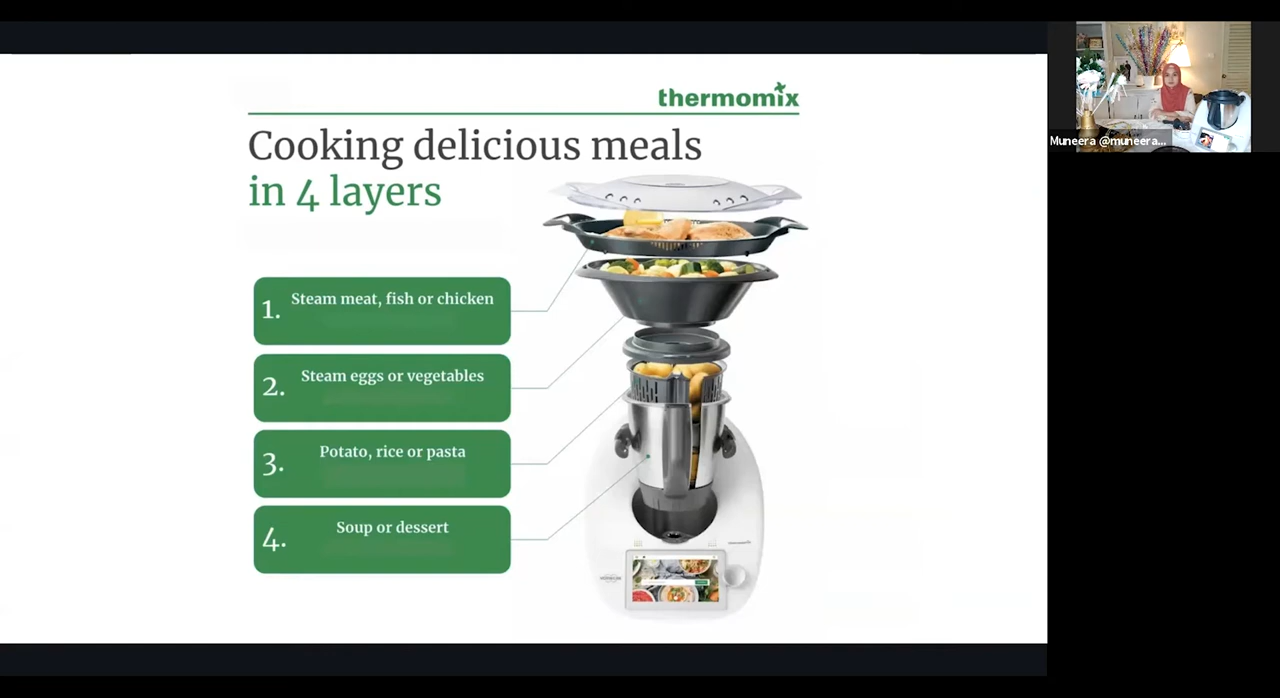 thermomix
Cooking delicious meals
in 4 layers
1. Steam meat, fish or chicken
2. Steam eggs or vegetables
3. Potato, rice or pasta
4. Soup or dessert
Muneera @muneera...